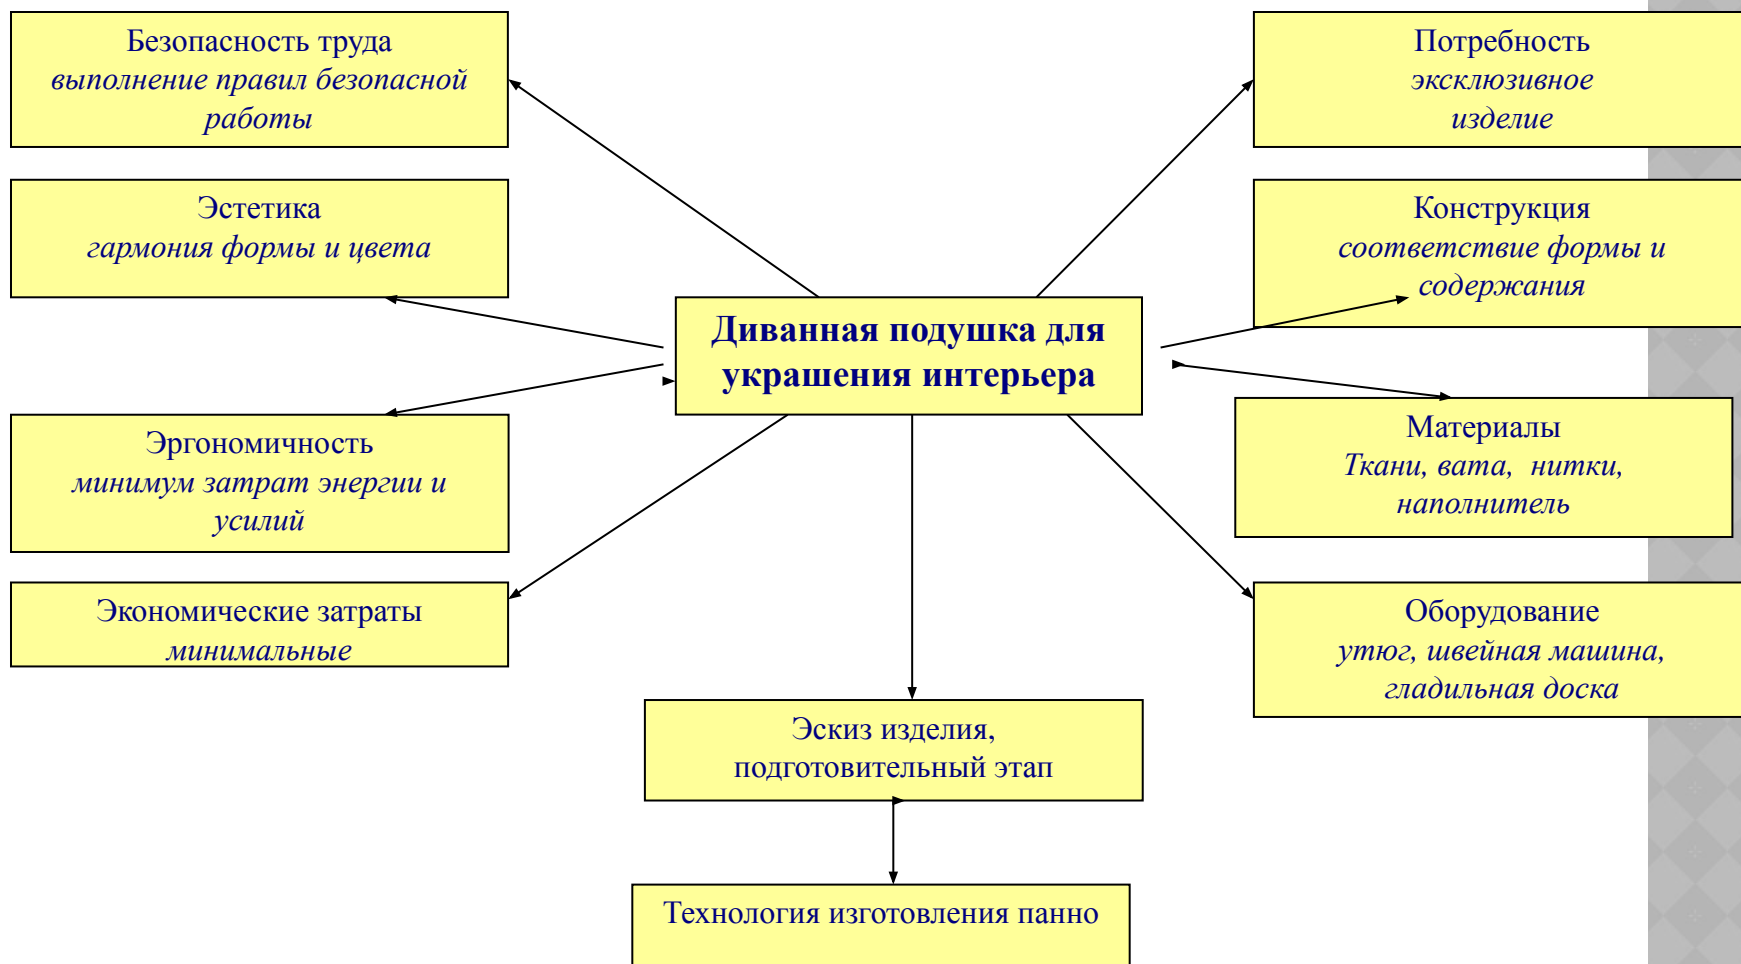 Безопасность труда
выполнение правил безопасной
работы
Потребность
эксклюзивное
изделие
Эстетика
гармония формы и цвета
Конструкция
соответствие формы и
содержания
Диванная подушка для
украшения интерьера
Эргономичность
минимум затрат энергии и
усилий
Материалы
Ткани, вата, нитки,
наполнитель
Экономические затраты
минимальные
Оборудование
утюг, швейная машина,
гладильная доска
Эскиз изделия,
подготовительный этап
Технология изготовления панно